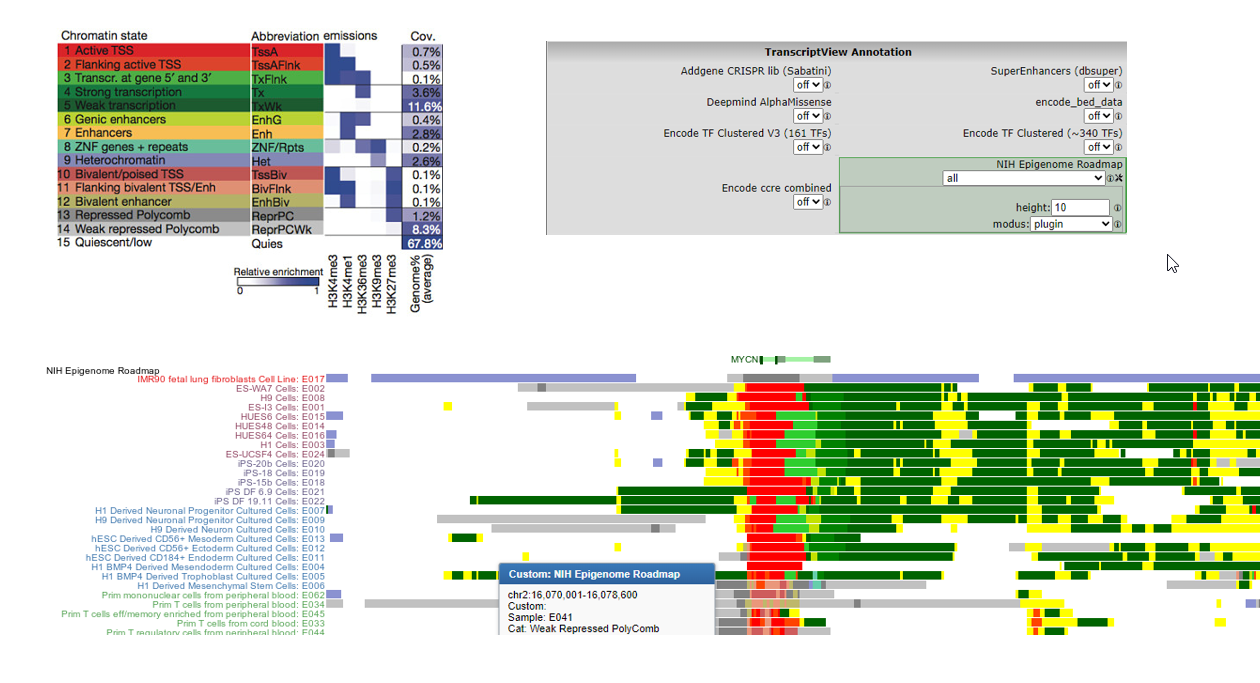 Chromatin state Abbreviation emissions Cov.
1 Active TSS TssA 0.7%
2 Flanking active TSS TssAFlnk 0.5%
3 Transcr. at gene 5′ and 3′ TxFlnk 0.1%
4 Strong transcription Tx 3.6%
5 Weak transcription TxWk 11.6%
6 Genic enhancers EnhG 0.4%
7 Enhancers Enh 2.8%
8 ZNF genes + repeats ZNF/Rpts 0.2%
9 Heterochromatin Het 2.6%
10 Bivalent/poised TSS TssBiv 0.1%
11 Flanking bivalent TSS/Enh BivFlnk 0.1%
12 Bivalent enhancer EnhBiv 0.1%
13 Repressed Polycomb ReprPC 1.2%
14 Weak repressed Polycomb ReprPCWk 8.3%
15 Quiescent/low Quies 67.8%
Relative enrichment
0 1
H3K4me3
H3K4me1
H3K36me3
H3K9me3
H3K27me3
Genome%
(average)
TranscriptView Annotation
Addgene CRISPR lib (Sabatini) SuperEnhancers (dbsuper)
off off
Deepmind AlphaMissense encode_bed_data
off off
Encode TF Clustered V3 (161 TFs) Encode TF Clustered (~340 TFs)
off off
NIH Epigenome Roadmap
all
Encode ccre combined
off
height: 10
modus: plugin
MYCN
NIH Epigenome Roadmap
IMR90 fetal lung fibroblasts Cell Line: E017
ES-WA7 Cells: E002
H9 Cells: E008
ES-I3 Cells: E001
HUES6 Cells: E015
HUES48 Cells: E014
HUES64 Cells: E016
H1 Cells: E003
ES-UCSF4 Cells: E024
iPS-20b Cells: E020
iPS-18 Cells: E019
iPS-15b Cells: E018
iPS DF 6.9 Cells: E021
iPS DF 19.11 Cells: E022
H1 Derived Neuronal Progenitor Cultured Cells: E007
H9 Derived Neuronal Progenitor Cultured Cells: E009
H9 Derived Neuron Cultured Cells: E010
hESC Derived CD56+ Mesoderm Cultured Cells: E013
hESC Derived CD56+ Ectoderm Cultured Cells: E012
hESC Derived CD184+ Endoderm Cultured Cells: E011
H1 BMP4 Derived Mesendoderm Cultured Cells: E004
H1 BMP4 Derived Trophoblast Cultured Cells: E005
H1 Derived Mesenchymal Stem Cells: E006
Prim mononuclear cells from peripheral blood: E062
Prim T cells from peripheral blood: E034
Prim T cells eff/memory enriched from peripheral blood: E045
Prim T cells from cord blood: E033
Prim T regulatory cells from peripheral blood: E044
Custom: NIH Epigenome Roadmap
chr2:16,070,001-16,078,600
Custom:
Sample: E041
Cat: Weak Repressed PolyComb